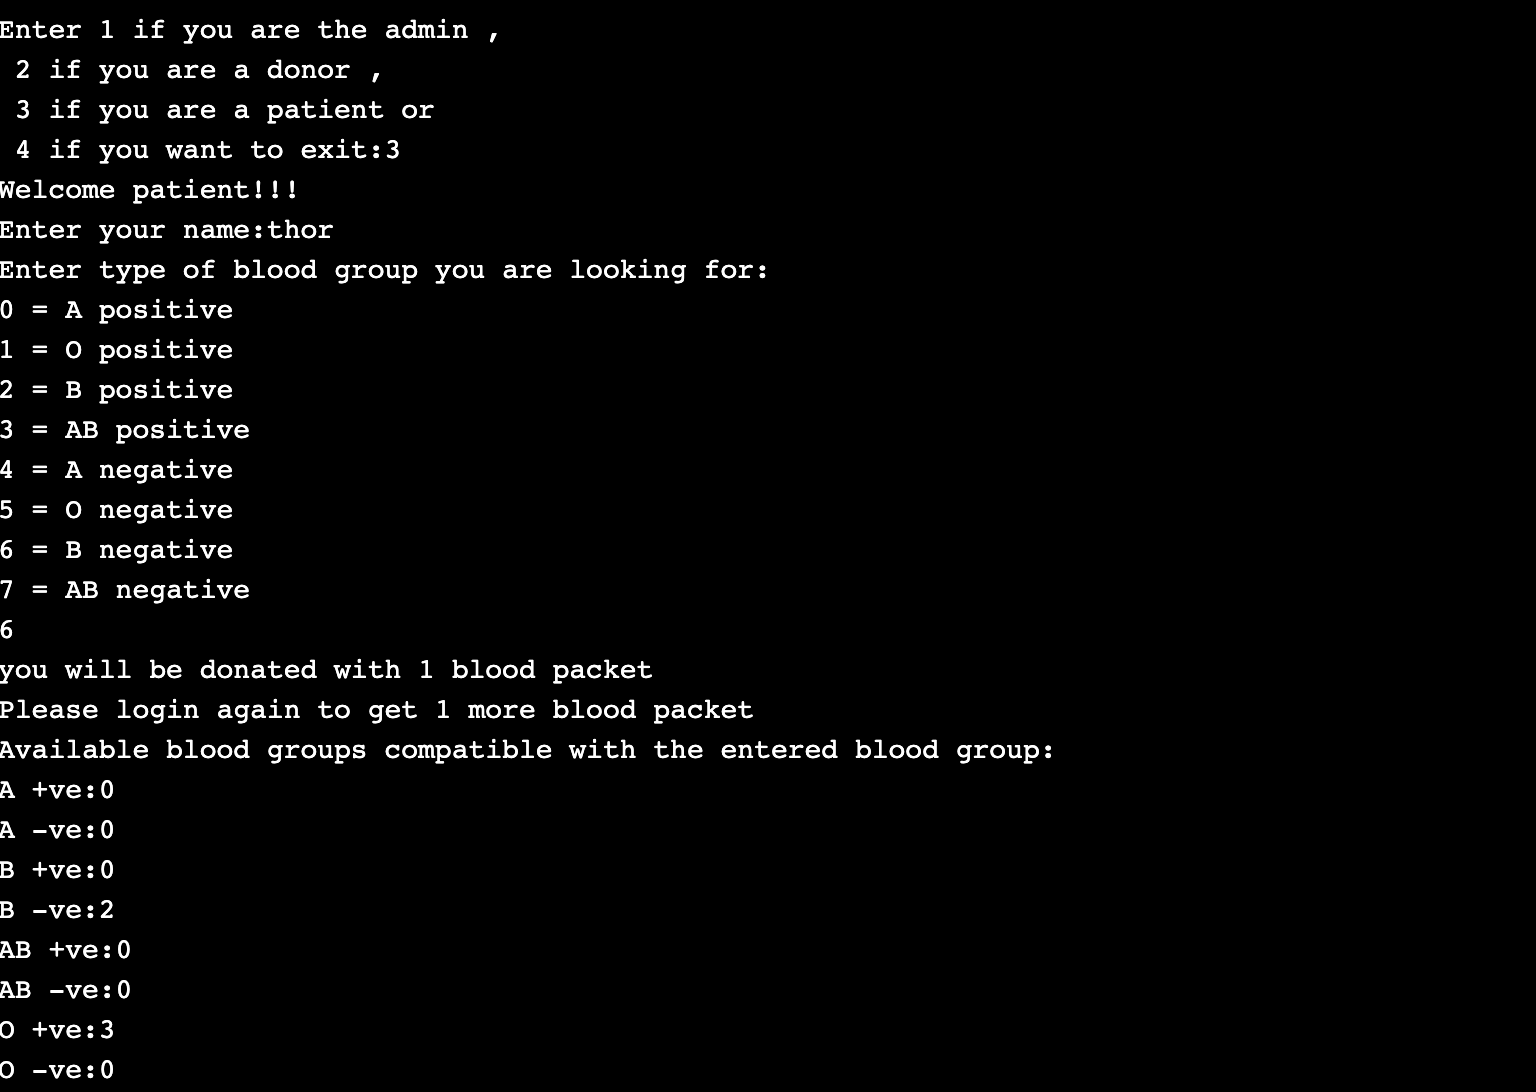 Enter 1 if you are the admin ,
 2 if you are a donor ,
 3 if you are a patient or
 4 if you want to exit:3
Welcome patient!!!
Enter your name:thor
Enter type of blood group you are looking for:
0 = A positive
1 = O positive
2 = B positive
3 = AB positive
4 = A negative
5 = O negative
6 = B negative
7 = AB negative
6
you will be donated with 1 blood packet
Please login again to get 1 more blood packet
Available blood groups compatible with the entered blood group:
A +ve:0
A -ve:0
B +ve:0
B -ve:2
AB +ve:0
AB -ve:0
O +ve:3
O -ve:0